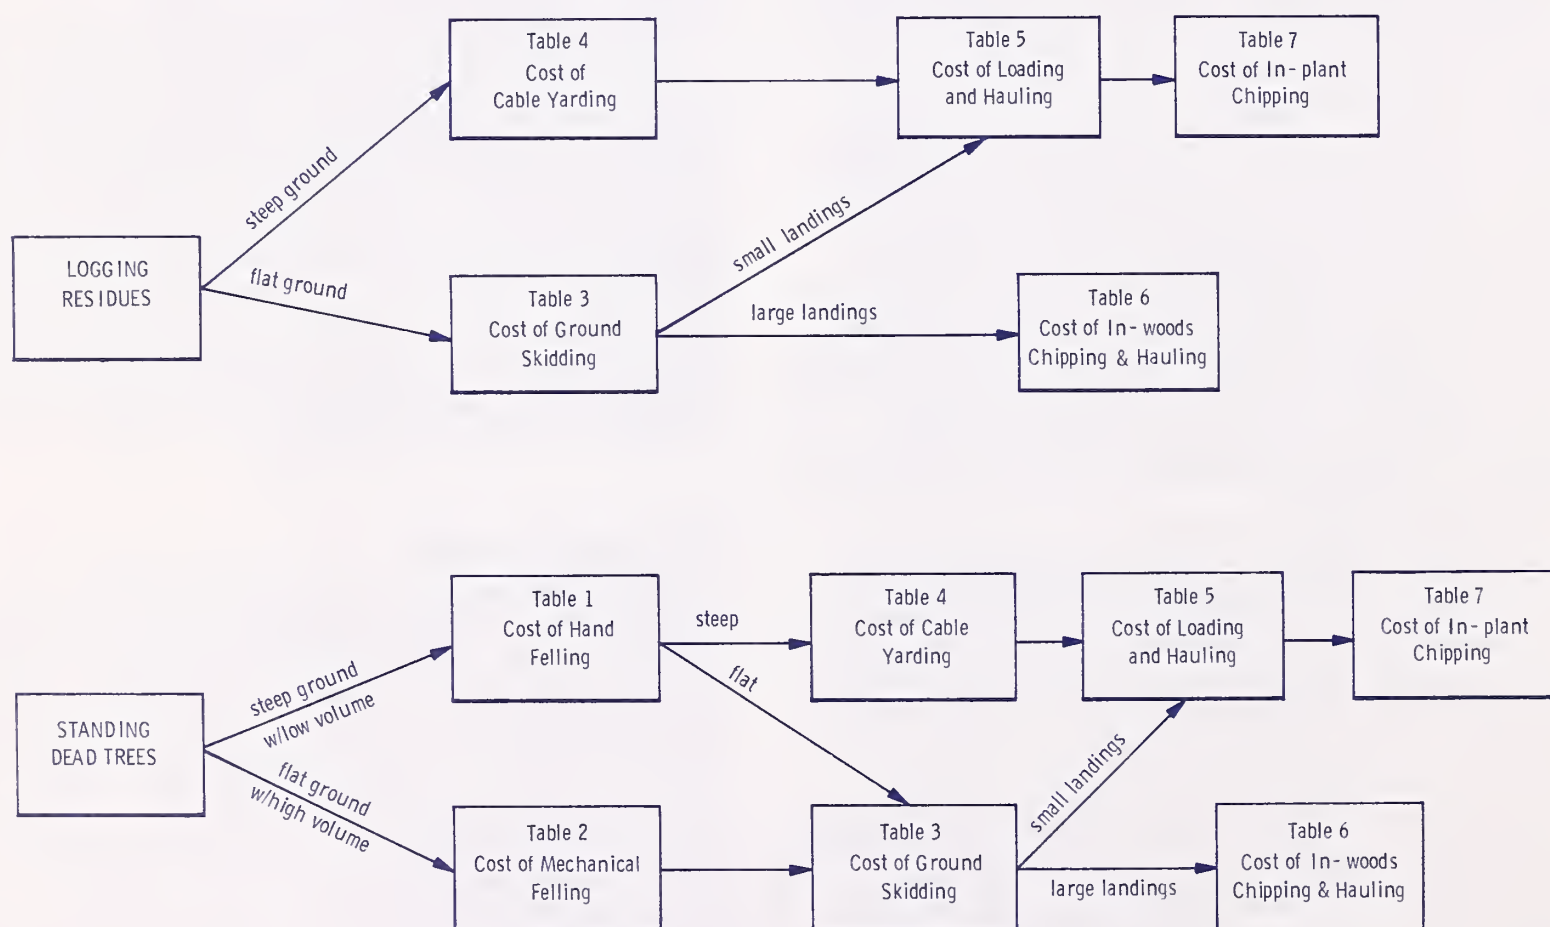 Table 4
Cost of
Cable Yarding
Table 5
Cost of Loading
and Hauling
Table 7
Cost of In-plant
Chipping
steep ground
LOGGING
RESIDUES
flat ground
small landings
Table 3
Cost of Ground
Skidding
large landings
Table 6
Cost of In-woods
Chipping & Hauling
Table 1
Cost of Hand
Felling
steep
Table 4
Cost of Cable
Yarding
Table 5
Cost of Loading
and Hauling
Table 7
Cost of In-plant
Chipping
steep ground
w/low volume
flat
STANDING
DEAD TREES
flat ground
w/high volume
small landings
Table 2
Cost of Mechanical
Felling
Table 3
Cost of Ground
Skidding
large landings
Table 6
Cost of In-woods
Chipping & Hauling